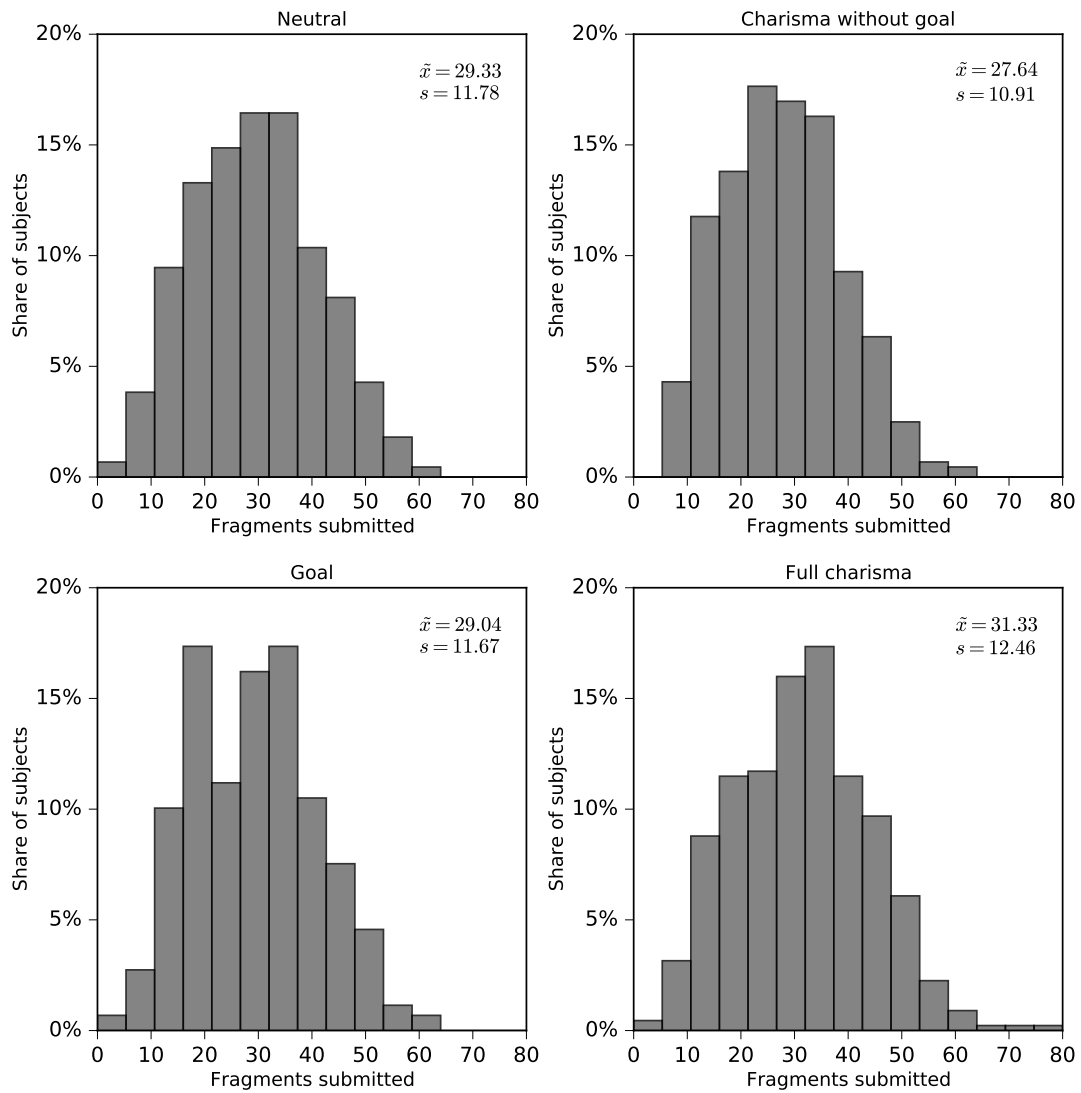 Neutral
20%
15%
10%
5%
0%
Share of subjects
x̃ = 29.33
s = 11.78
0 10 20 30 40 50 60 70 80
Fragments submitted
Charisma without goal
20%
15%
10%
5%
0%
Share of subjects
x̃ = 27.64
s = 10.91
0 10 20 30 40 50 60 70 80
Fragments submitted
Goal
20%
15%
10%
5%
0%
Share of subjects
x̃ = 29.04
s = 11.67
0 10 20 30 40 50 60 70 80
Fragments submitted
Full charisma
20%
15%
10%
5%
0%
Share of subjects
x̃ = 31.33
s = 12.46
0 10 20 30 40 50 60 70 80
Fragments submitted